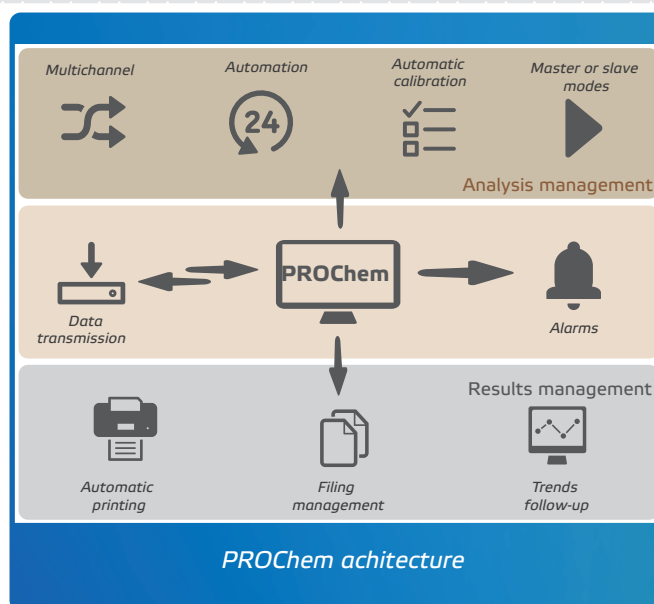 Multichannel
Automation
Automatic
calibration
Master or slave
modes
24
Analysis management
PROChem
Data
transmission
Alarms
Results management
Automatic
printing
Filing
management
Trends
follow-up
PROChem achitecture